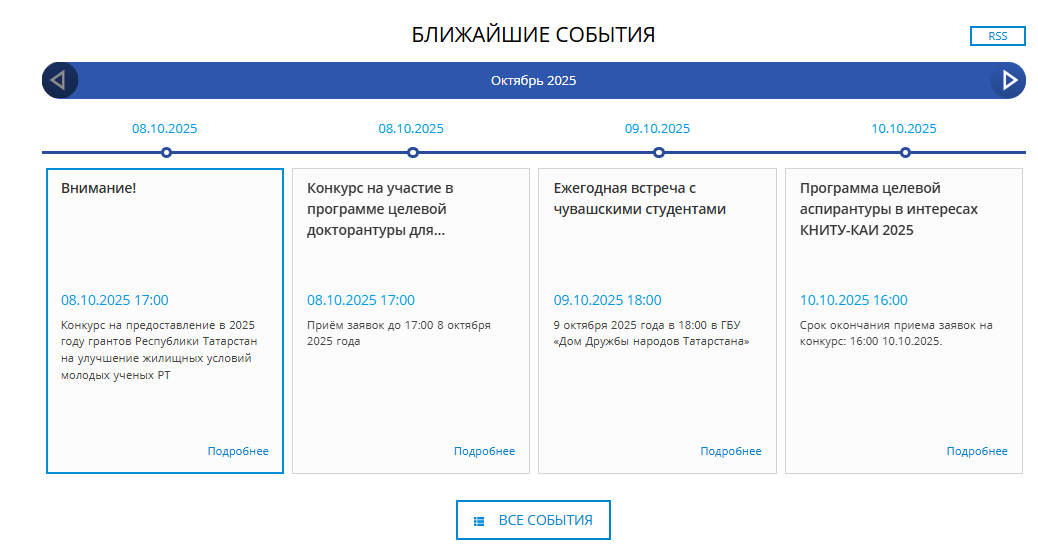 БЛИЖАЙШИЕ СОБЫТИЯ
RSS
Октябрь 2025
08.10.2025
08.10.2025
09.10.2025
10.10.2025
Внимание!
08.10.2025 17:00
Конкурс на предоставление в 2025
году грантов Республики Татарстан
на улучшение жилищных условий
молодых ученых РТ
Подробнее
Конкурс на участие в
программе целевой
докторантуры для...
08.10.2025 17:00
Приём заявок до 17:00 8 октября
2025 года
Подробнее
Ежегодная встреча с
чувашскими студентами
09.10.2025 18:00
9 октября 2025 года в 18:00 в ГБУ
«Дом Дружбы народов Татарстана»
Подробнее
Программа целевой
аспирантуры в интересах
КНИТУ-КАИ 2025
10.10.2025 16:00
Срок окончания приема заявок на
конкурс: 16:00 10.10.2025.
Подробнее
ВСЕ СОБЫТИЯ